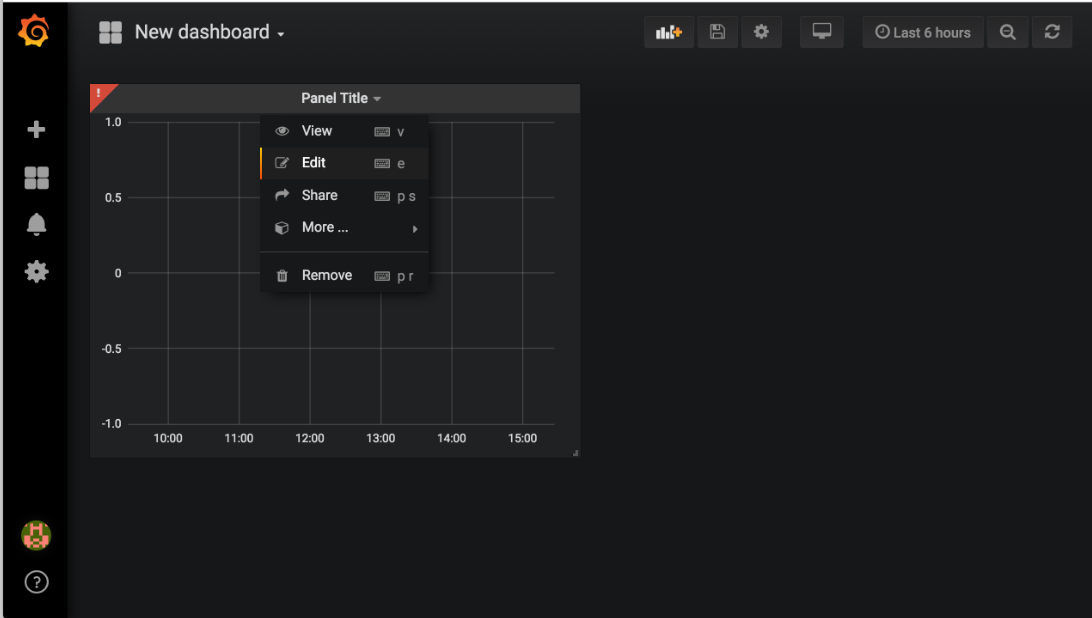 New dashboard
Last 6 hours
!
Panel Title
1.0
0.5
0
-0.5
-1.0
View v
Edit e
Share p s
More ...
Remove p r
10:00 11:00 12:00 13:00 14:00 15:00
?